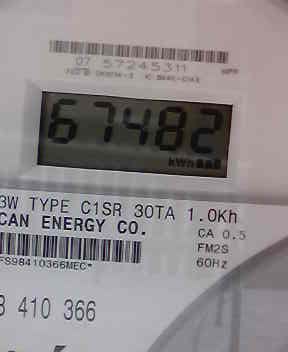 07 57245311
67482
kWh
3W TYPE C1SR 30TA 1.0Kh
CAN ENERGY CO.
CA 0.5
FM2S
60Hz
FS98410366MEC*
3 410 366